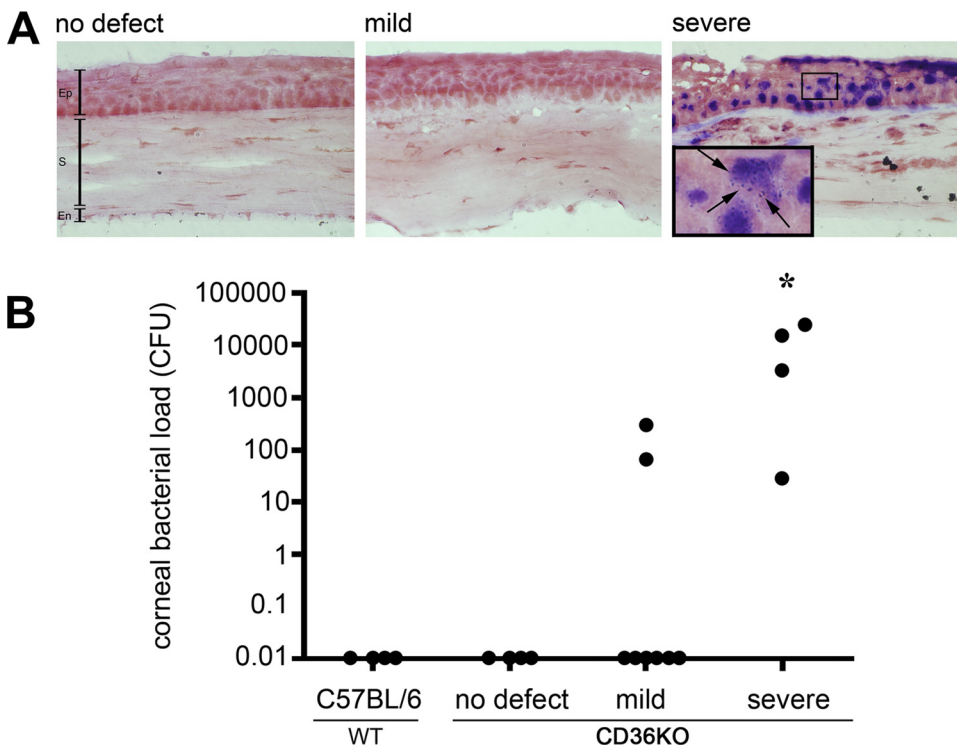 A
no defect
mild
severe
Ep
S
En
B
*
corneal bacterial load (CFU)
100000
10000
1000
100
10
1
0.1
0.01
C57BL/6
no defect
mild
severe
WT
CD36KO